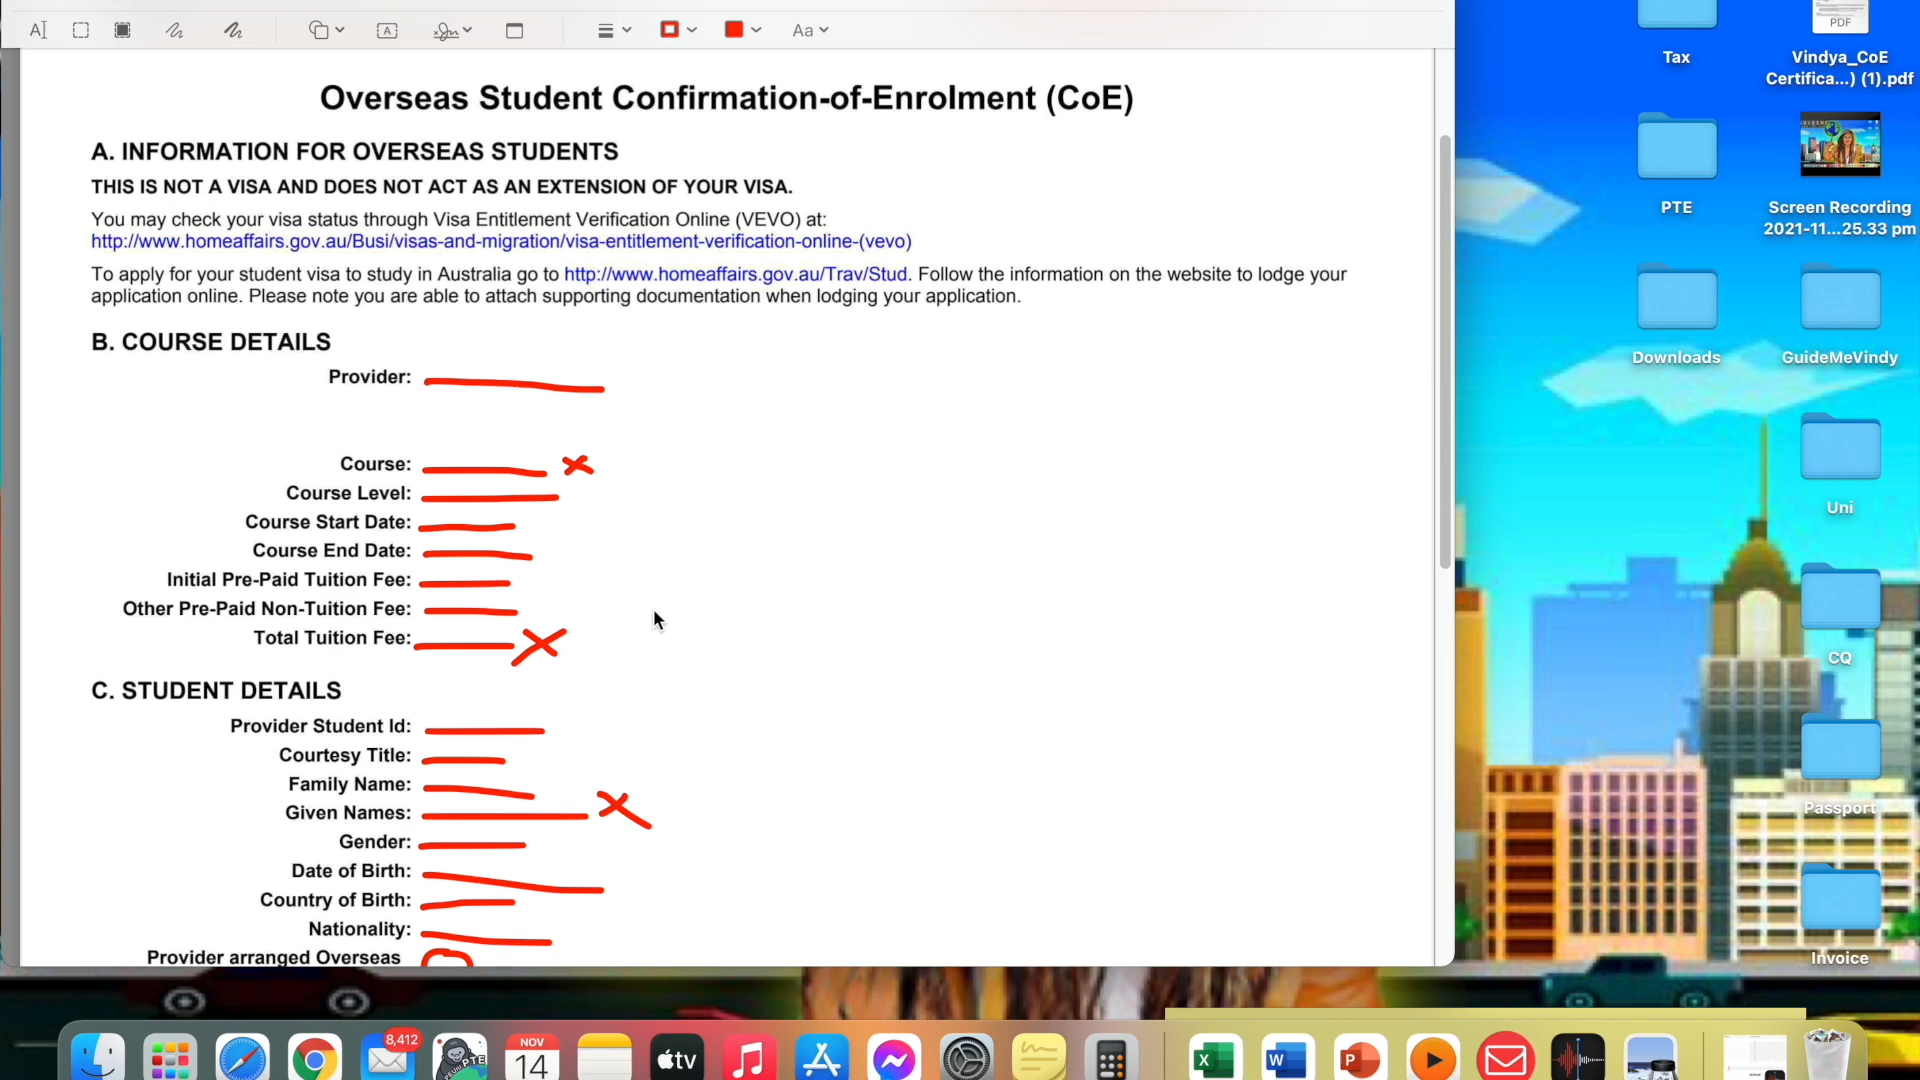 Aa
Overseas Student Confirmation-of-Enrolment (CoE)
A. INFORMATION FOR OVERSEAS STUDENTS
THIS IS NOT A VISA AND DOES NOT ACT AS AN EXTENSION OF YOUR VISA.
You may check your visa status through Visa Entitlement Verification Online (VEVO) at:
http://www.homeaffairs.gov.au/Busi/visas-and-migration/visa-entitlement-verification-online-(vevo)
To apply for your student visa to study in Australia go to http://www.homeaffairs.gov.au/Trav/Stud. Follow the information on the website to lodge your
application online. Please note you are able to attach supporting documentation when lodging your application.
B. COURSE DETAILS
Provider:
Course:
Course Level:
Course Start Date:
Course End Date:
Initial Pre-Paid Tuition Fee:
Other Pre-Paid Non-Tuition Fee:
Total Tuition Fee:
C. STUDENT DETAILS
Provider Student Id:
Courtesy Title:
Family Name:
Given Names:
Gender:
Date of Birth:
Country of Birth:
Nationality:
Provider arranged Overseas
PDF
Tax
Vindya_CoE
Certifica...) (1).pdf
PTE
Screen Recording
2021-11...25.33 pm
Downloads
GuideMeVindy
Uni
CQ
Passport
Invoice
8,412
PTE
NOV
14
tv
X
W
P